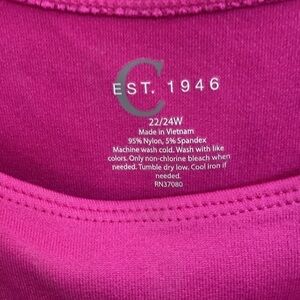 C
EST. 1946
22/24W
Made in Vietnam
95% Nylon, 5% Spandex
Machine wash cold. Wash with like
colors. Only non-chlorine bleach when
needed. Tumble dry low. Cool iron if
needed.
RN37080